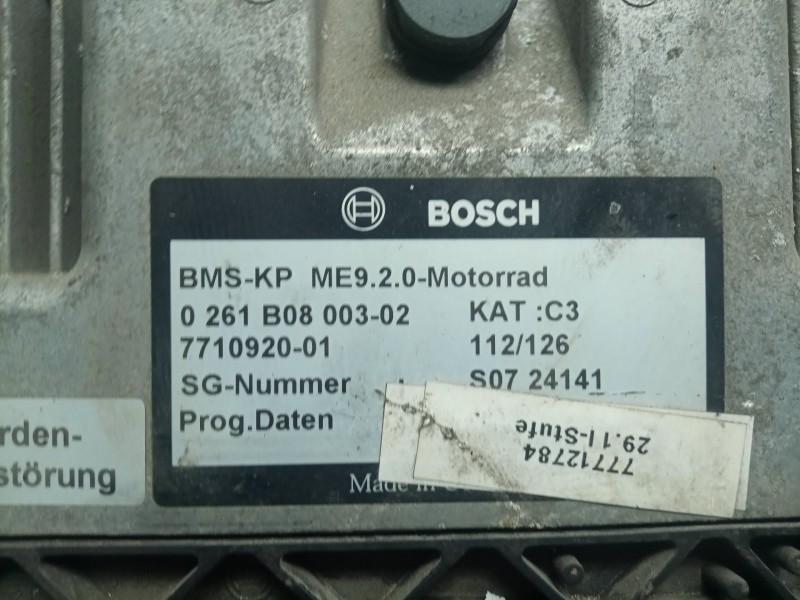 BOSCH
BMS-KP ME9.2.0-Motorrad
0 261 B08 003-02 KAT :C3
7710920-01 112/126
SG-Nummer . S07 24141
Prog.Daten
Made in
77712784
29.1 I-Stufe
rden-
störung